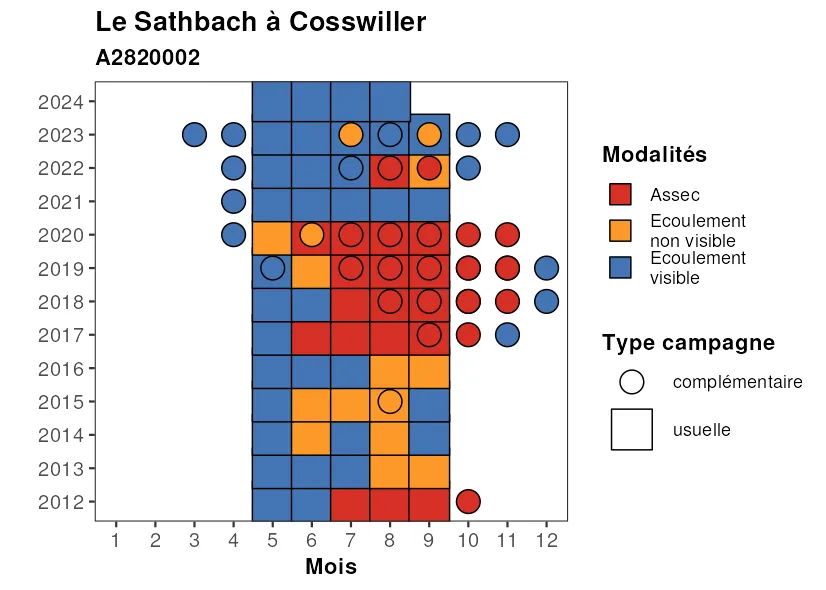 Le Sathbach à Cosswiller
A2820002
2024
2023
2022
2021
2020
2019
2018
2017
2016
2015
2014
2013
2012
1 2 3 4 5 6 7 8 9 10 11 12
Mois
Modalités
Assec
Ecoulement
non visible
Ecoulement
visible
Type campagne
complémentaire
usuelle